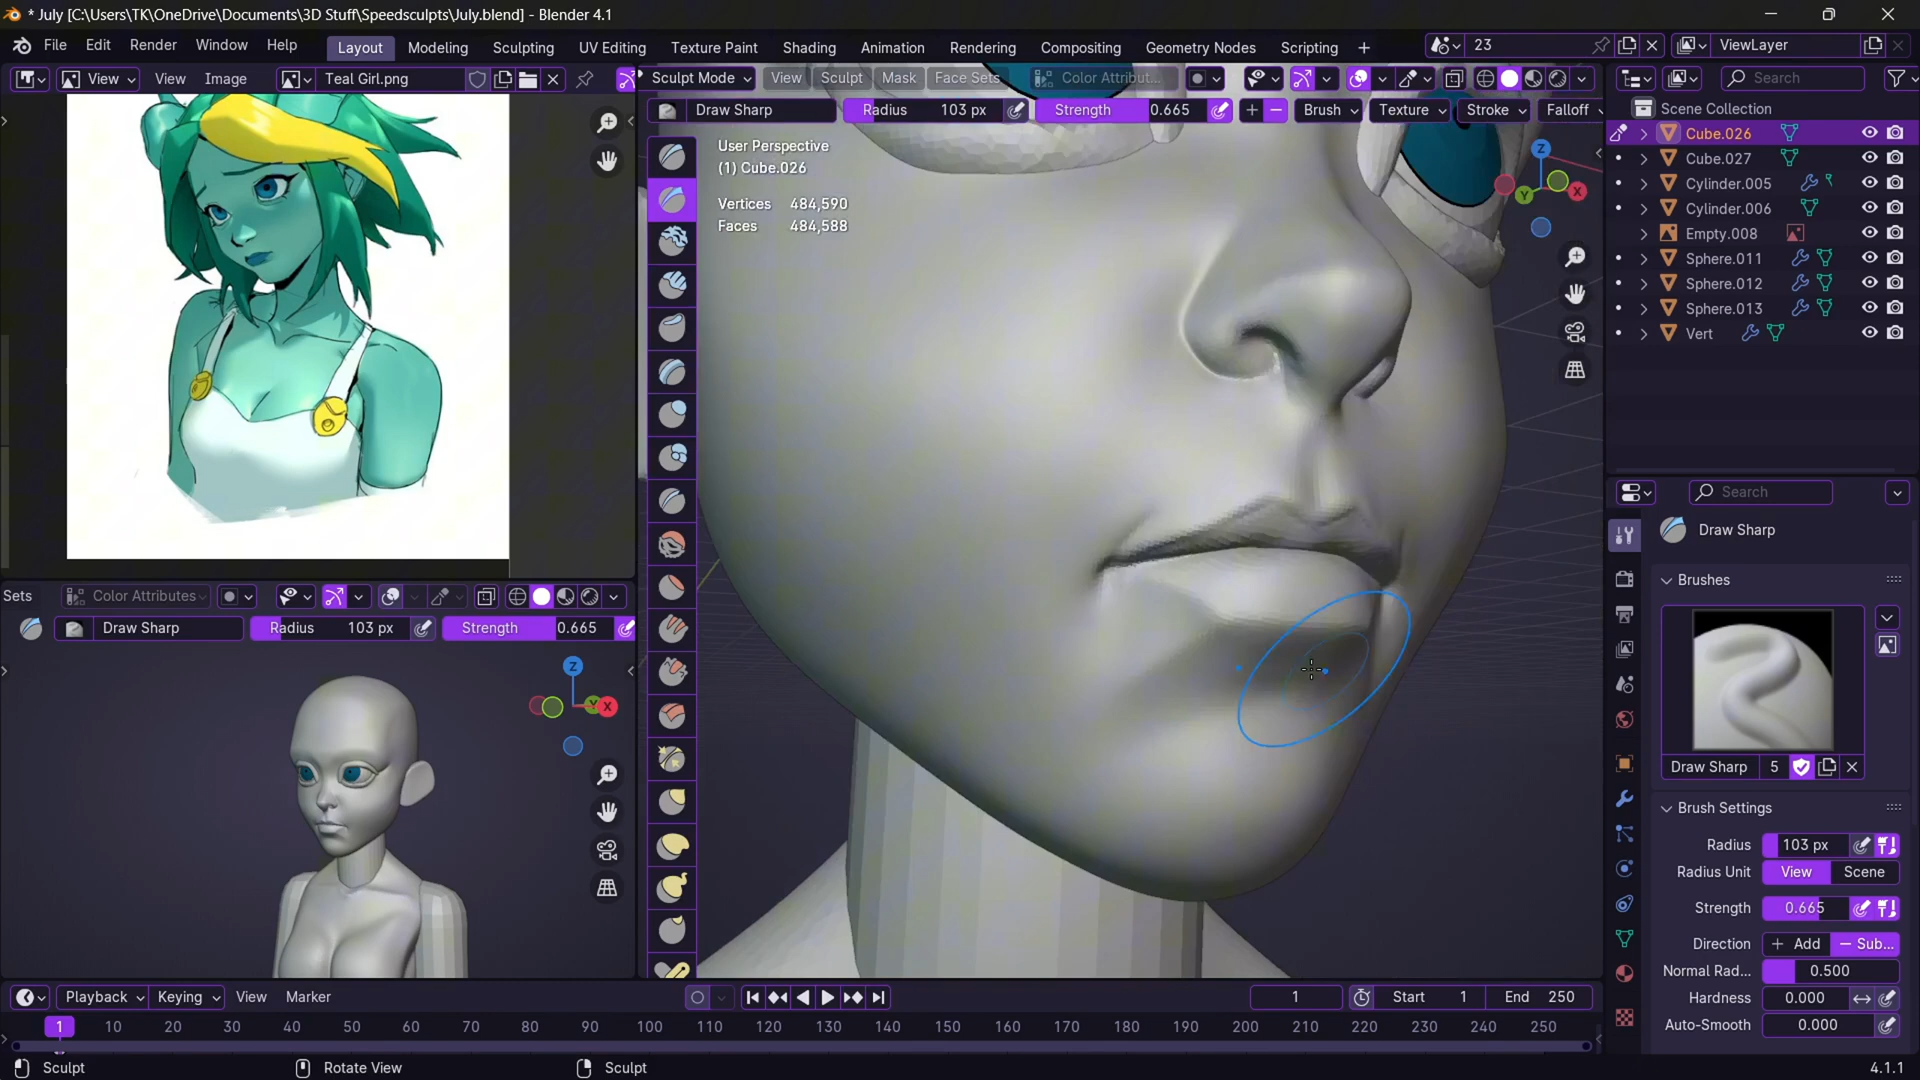 * July [C:\Users\TK\OneDrive\Documents\3D Stuff\Speedsculpts\July.blend] - Blender 4.1
File Edit Render Window Help Layout Modeling Sculpting UV Editing Texture Paint Shading Animation Rendering Compositing Geometry Nodes Scripting + 23 ViewLayer
View View Image Teal Girl.png Sculpt Mode View Sculpt Mask Face Sets Color Attribut... Search
Draw Sharp Radius 103 px Strength 0.665 + − Brush Texture Stroke Falloff
Scene Collection
Cube.026
Cube.027
Cylinder.005
Cylinder.006
Empty.008
Sphere.011
Sphere.012
Sphere.013
Vert
User Perspective
(1) Cube.026
Vertices 484,590
Faces 484,588
Z
Y
X
Sets Color Attributes
Draw Sharp Radius 103 px Strength 0.665
Z
Y X
Search
Draw Sharp
Brushes
Draw Sharp 5
Brush Settings
Radius 103 px
Radius Unit View Scene
Strength 0.665
Direction + Add − Sub...
Normal Rad... 0.500
Hardness 0.000
Auto-Smooth 0.000
Playback Keying View Marker 1 Start 1 End 250
1 10 20 30 40 50 60 70 80 90 100 110 120 130 140 150 160 170 180 190 200 210 220 230 240 250
Sculpt Rotate View Sculpt 4.1.1